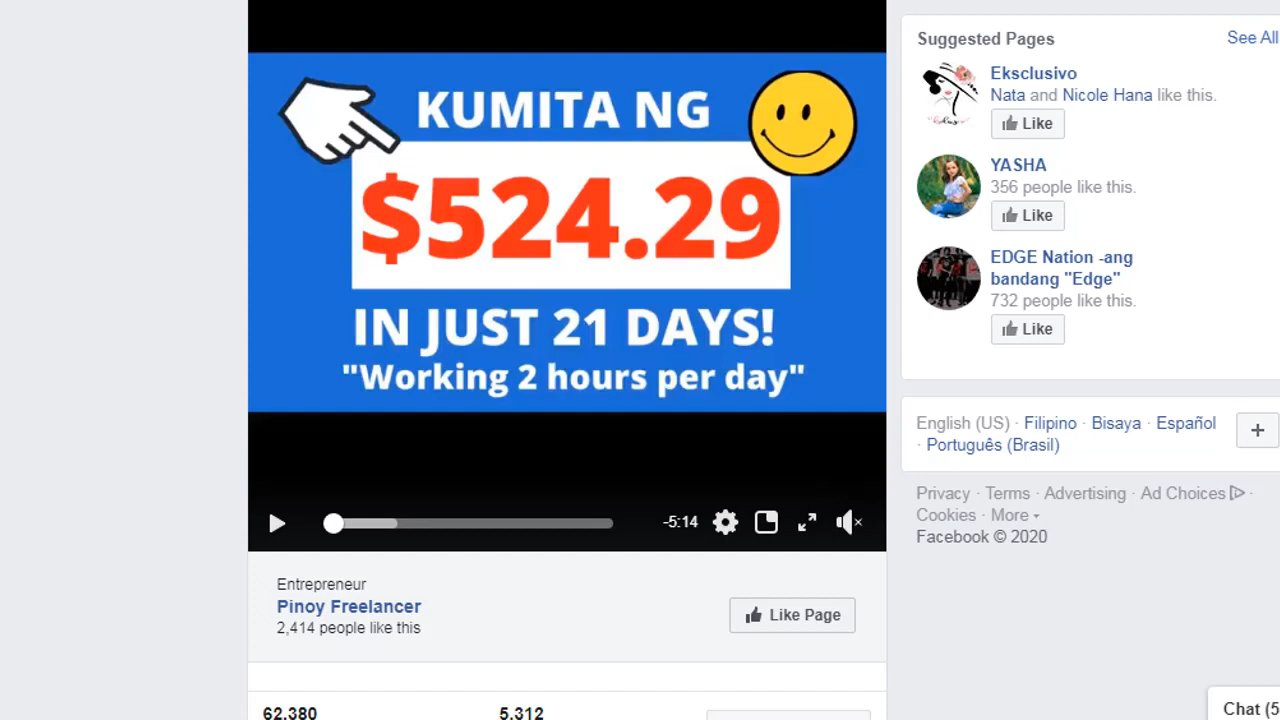 KUMITA NG
$524.29
IN JUST 21 DAYS!
"Working 2 hours per day"
-5:14
Entrepreneur
Pinoy Freelancer
2,414 people like this
Like Page
62,380
5,312
Suggested Pages
See All
Eksclusivo
Nata and Nicole Hana like this.
Like
YASHA
356 people like this.
Like
EDGE Nation -ang
bandang "Edge"
732 people like this.
Like
English (US) · Filipino · Bisaya · Español
· Português (Brasil)
+
Privacy · Terms · Advertising · Ad Choices ·
Cookies · More
Facebook © 2020
Chat (5